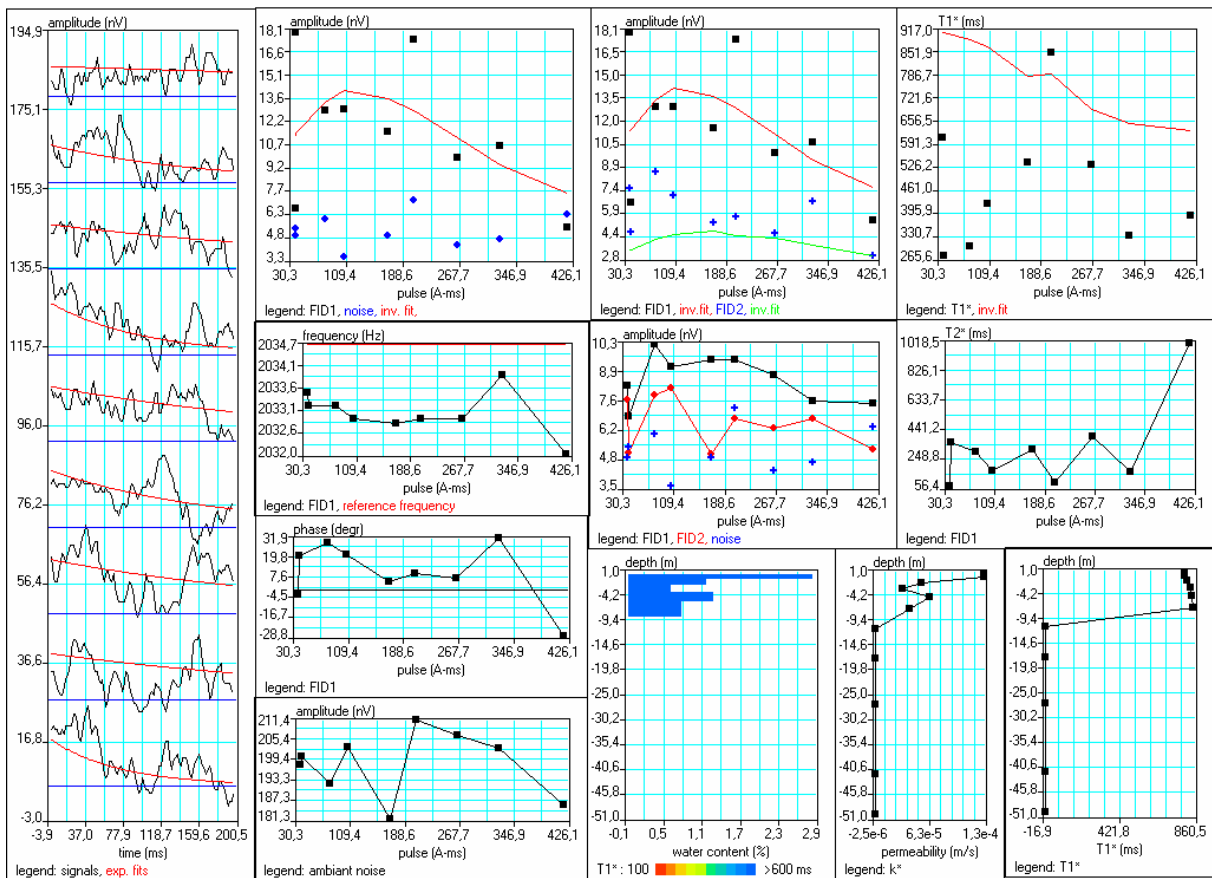 amplitude (nV)
194,9
175,1
155,3
135,5
115,7
96,0
76,2
56,4
36,6
16,8
-3,0
-3,9 37,0 77,9 118,7 159,6 200,5
time (ms)
legend: signals, exp. fits
amplitude (nV)
18,1
16,6
15,1
13,6
12,2
10,7
9,2
7,7
6,3
4,8
3,3
30,3 109,4 188,6 267,7 346,9 426,1
pulse (A-ms)
legend: FID1, noise, inv. fit,
amplitude (nV)
18,1
16,6
15,0
13,5
12,0
10,5
8,9
7,4
5,9
4,4
2,8
30,3 109,4 188,6 267,7 346,9 426,1
pulse (A-ms)
legend: FID1, inv.fit, FID2, inv.fit
T1* (ms)
917,0
851,9
786,7
721,6
656,5
591,3
526,2
461,0
395,9
330,7
265,6
30,3 109,4 188,6 267,7 346,9 426,1
pulse (A-ms)
legend: T1*, inv.fit
frequency (Hz)
2034,7
2034,1
2033,6
2033,1
2032,6
2032,0
30,3 109,4 188,6 267,7 346,9 426,1
pulse (A-ms)
legend: FID1, reference frequency
amplitude (nV)
10,3
8,9
7,6
6,2
4,8
3,5
30,3 109,4 188,6 267,7 346,9 426,1
pulse (A-ms)
legend: FID1, FID2, noise
T2* (ms)
1018,5
826,1
633,7
441,2
248,8
56,4
30,3 109,4 188,6 267,7 346,9 426,1
pulse (A-ms)
legend: FID1
phase (degr)
31,9
19,8
7,6
-4,5
-16,7
-28,8
30,3 109,4 188,6 267,7 346,9 426,1
pulse (A-ms)
legend: FID1
amplitude (nV)
211,4
205,4
199,4
193,3
187,3
181,3
30,3 109,4 188,6 267,7 346,9 426,1
pulse (A-ms)
legend: ambiant noise
depth (m)
1,0
-4,2
-9,4
-14,6
-19,8
-25,0
-30,2
-35,4
-40,6
-45,8
-51,0
-0,1 0,5 1,1 1,7 2,3 2,9
water content (%)
T1* : 100 >600 ms
depth (m)
1,0
-4,2
-9,4
-14,6
-19,8
-25,0
-30,2
-35,4
-40,6
-45,8
-51,0
-2,5e-6 6,3e-5 1,3e-4
permeability (m/s)
legend: k*
depth (m)
1,0
-4,2
-9,4
-14,6
-19,8
-25,0
-30,2
-35,4
-40,6
-45,8
-51,0
-16,9 421,8 860,5
T1* (ms)
legend: T1*